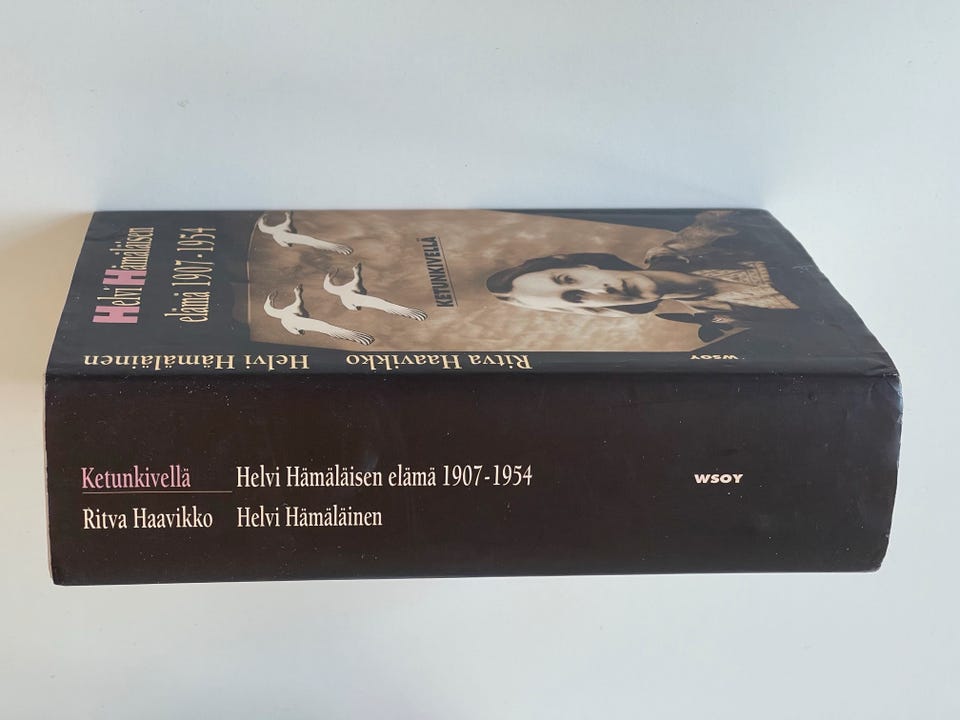 Helvi Hämäläisen
elämä 1907-1954
KETUNKIVELLÄ
Ritva Haavikko Helvi Hämäläinen
WSOY
Ketunkivellä Helvi Hämäläisen elämä 1907-1954
Ritva Haavikko Helvi Hämäläinen
WSOY